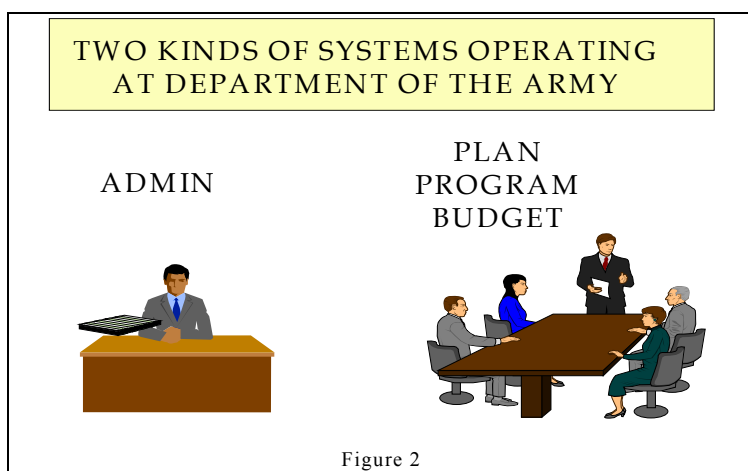 TWO KINDS OF SYSTEMS OPERATING
AT DEPARTMENT OF THE ARMY
ADMIN
PLAN
PROGRAM
BUDGET
Figure 2